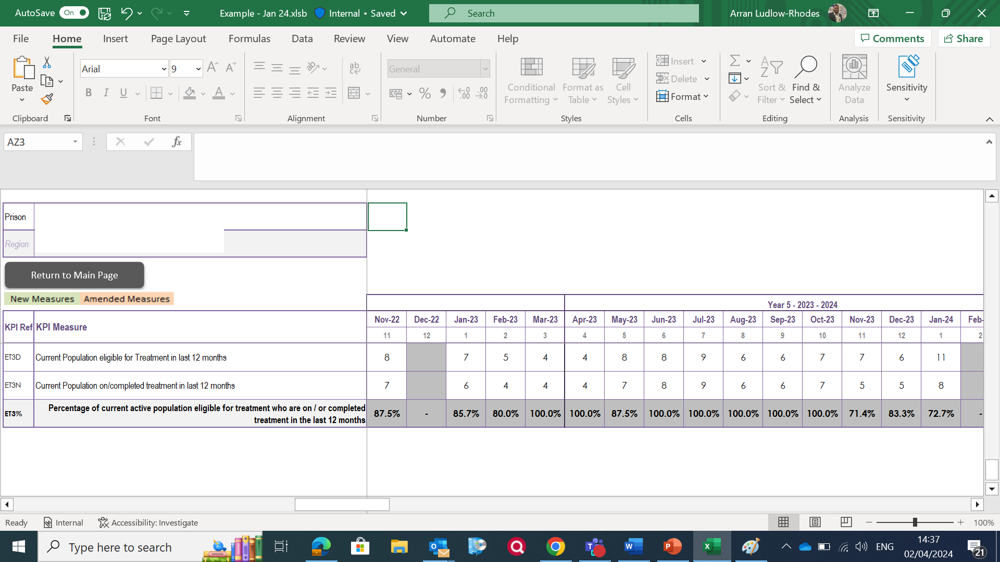 AutoSave On Example - Jan 24.xlsb Internal • Saved Search Arran Ludlow-Rhodes
File Home Insert Page Layout Formulas Data Review View Automate Help Comments Share
Paste
Arial 9
B I U
ab
General
% 9
Conditional Formatting
Format as Table
Cell Styles
Insert
Delete
Format
Sort & Filter
Find & Select
Analyze Data
Sensitivity
Clipboard Font Alignment Number Styles Cells Editing Analysis Sensitivity
AZ3 fx
Prison
Region
Return to Main Page
New Measures Amended Measures
Year 5 - 2023 - 2024
KPI Ref KPI Measure Nov-22 Dec-22 Jan-23 Feb-23 Mar-23 Apr-23 May-23 Jun-23 Jul-23 Aug-23 Sep-23 Oct-23 Nov-23 Dec-23 Jan-24 Feb-
11 12 1 2 3 4 5 6 7 8 9 10 11 12 1 2
ET3D Current Population eligible for Treatment in last 12 months 8 7 5 4 4 8 8 9 6 6 7 7 6 11
ET3N Current Population on/completed treatment in last 12 months 7 6 4 4 4 7 8 9 6 6 7 5 5 8
ET3% Percentage of current active population eligible for treatment who are on / or completed
treatment in the last 12 months 87.5% - 85.7% 80.0% 100.0% 100.0% 87.5% 100.0% 100.0% 100.0% 100.0% 100.0% 71.4% 83.3% 72.7% -
Ready Internal Accessibility: Investigate 100%
Type here to search ENG 14:37
02/04/2024 21